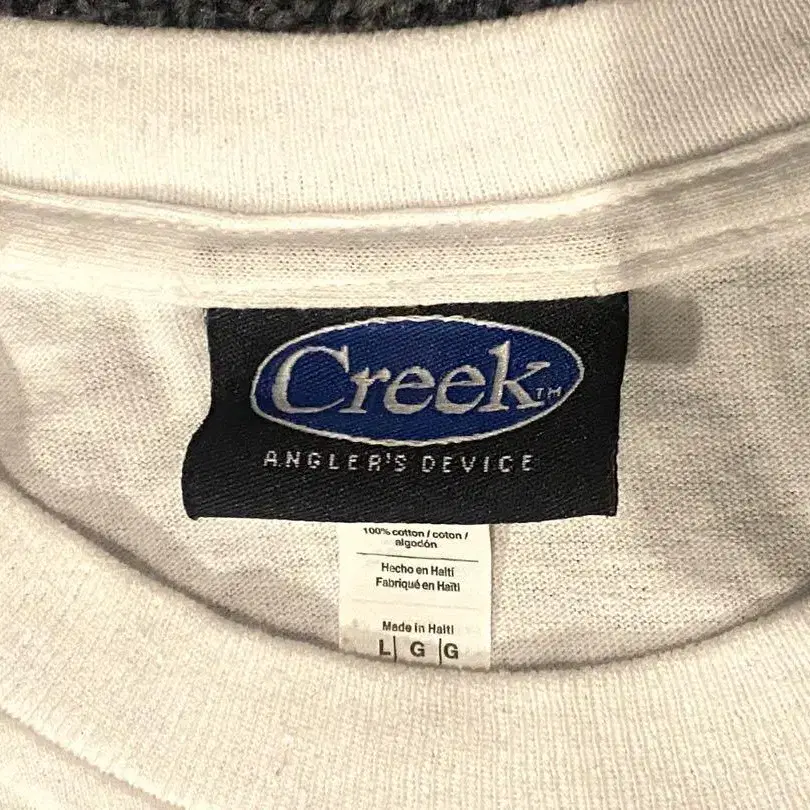 Creek™
ANGLER'S DEVICE
100% cotton / coton /
algodón
Hecho en Haití
Fabriqué en Haïti
Made in Haiti
L G G